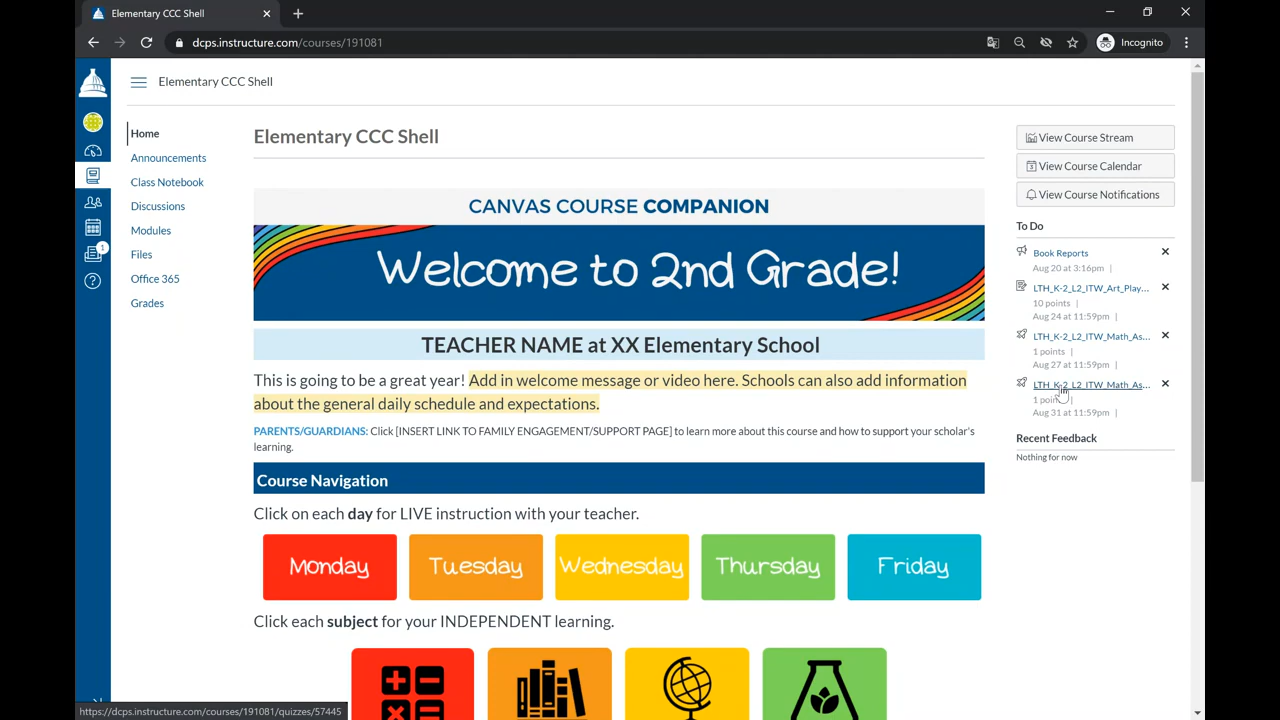 Elementary CCC Shell
dcps.instructure.com/courses/191081
Incognito
Elementary CCC Shell
Home
Announcements
Class Notebook
Discussions
Modules
Files
Office 365
Grades
1
Elementary CCC Shell
CANVAS COURSE COMPANION
Welcome to 2nd Grade!
TEACHER NAME at XX Elementary School
This is going to be a great year! Add in welcome message or video here. Schools can also add information
about the general daily schedule and expectations.
PARENTS/GUARDIANS: Click [INSERT LINK TO FAMILY ENGAGEMENT/SUPPORT PAGE] to learn more about this course and how to support your scholar's
learning.
Course Navigation
Click on each day for LIVE instruction with your teacher.
Monday Tuesday Wednesday Thursday Friday
Click each subject for your INDEPENDENT learning.
View Course Stream
View Course Calendar
View Course Notifications
To Do
Book Reports
Aug 20 at 3:16pm |
LTH_K-2_L2_ITW_Art_Play...
10 points |
Aug 24 at 11:59pm |
LTH_K-2_L2_ITW_Math_As...
1 points |
Aug 27 at 11:59pm |
LTH_K-2_L2_ITW_Math_As...
1 points |
Aug 31 at 11:59pm |
Recent Feedback
Nothing for now
https://dcps.instructure.com/courses/191081/quizzes/57445